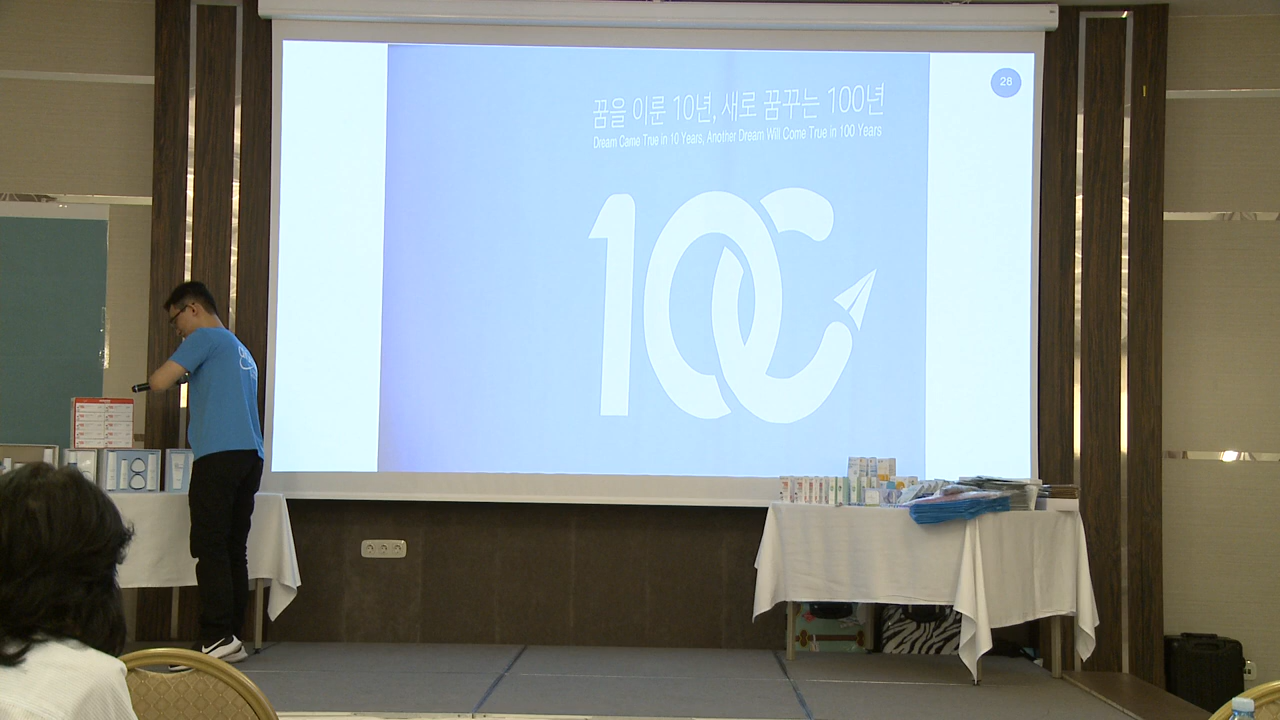 28
꿈을 이룬 10년, 새로 꿈꾸는 100년
Dream Came True in 10 Years, Another Dream Will Come True in 100 Years
100